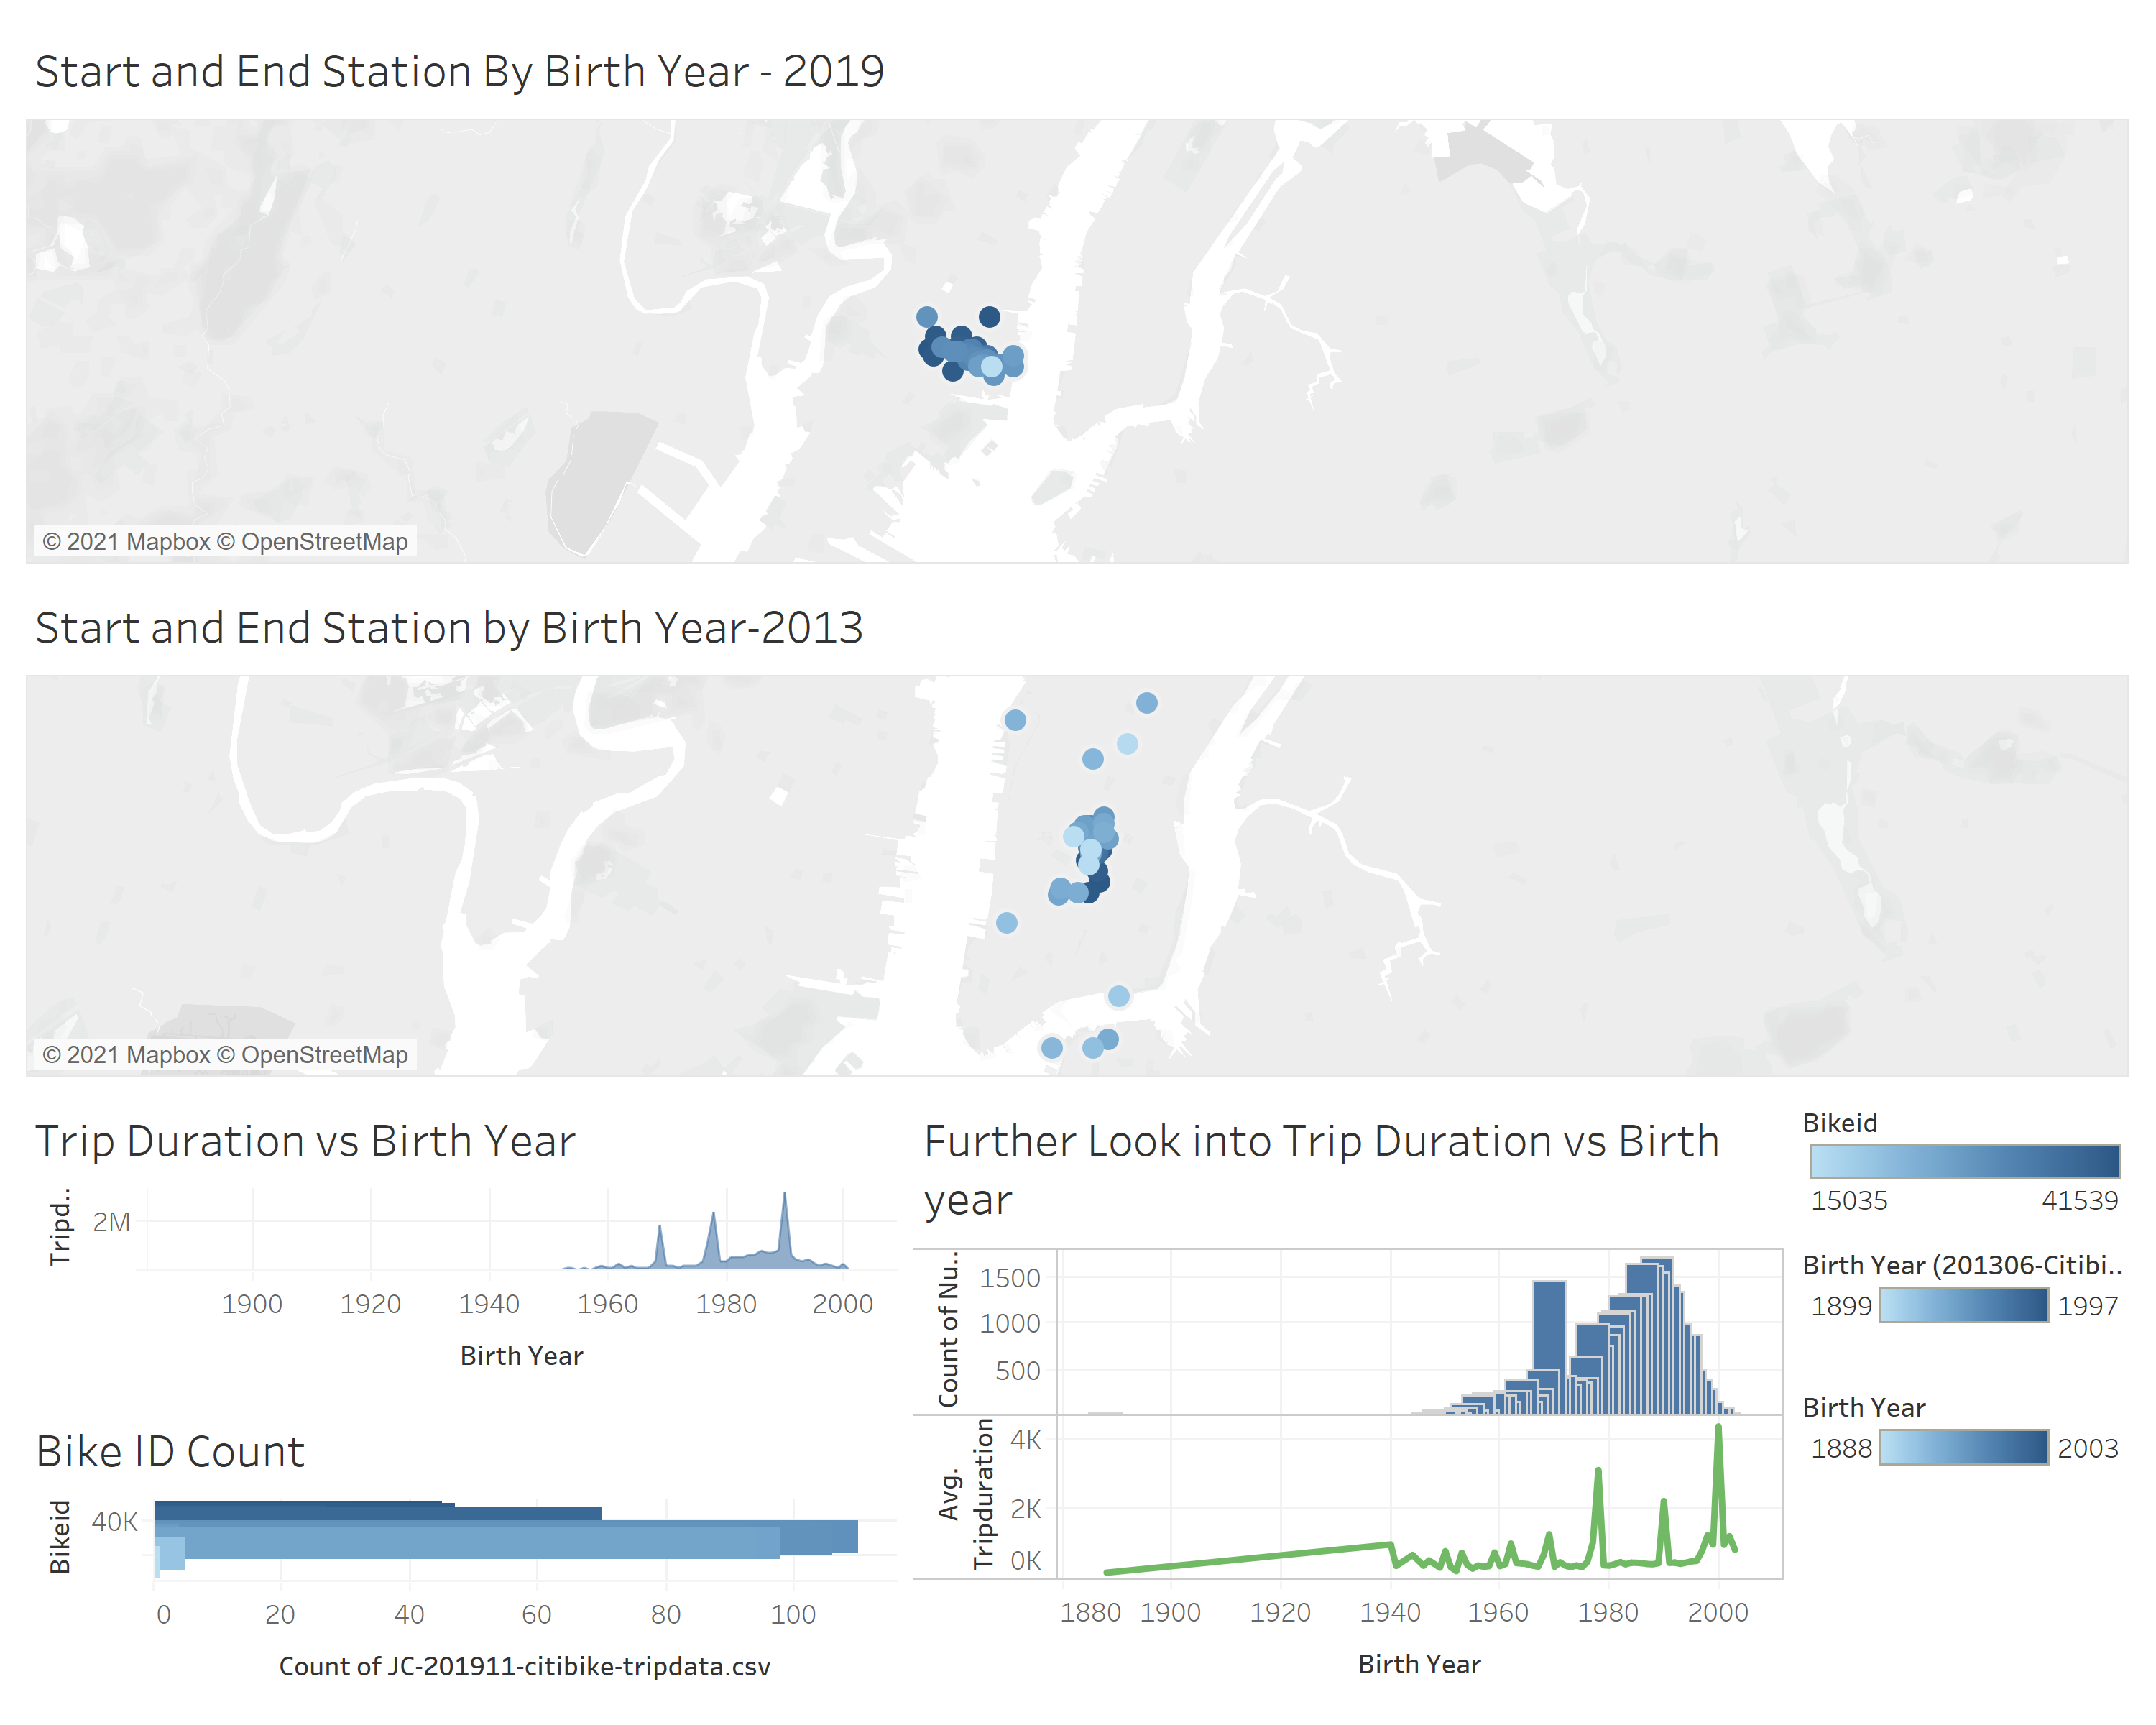 Start and End Station By Birth Year - 2019
© 2021 Mapbox © OpenStreetMap
Start and End Station by Birth Year-2013
© 2021 Mapbox © OpenStreetMap
Trip Duration vs Birth Year
Tripd..
2M
1900 1920 1940 1960 1980 2000
Birth Year
Bike ID Count
Bikeid
40K
0 20 40 60 80 100
Count of JC-201911-citibike-tripdata.csv
Further Look into Trip Duration vs Birth
year
Count of Nu..
1500
1000
500
Avg.
Tripduration
4K
2K
0K
1880 1900 1920 1940 1960 1980 2000
Birth Year
Bikeid
15035 41539
Birth Year (201306-Citibi..
1899 1997
Birth Year
1888 2003